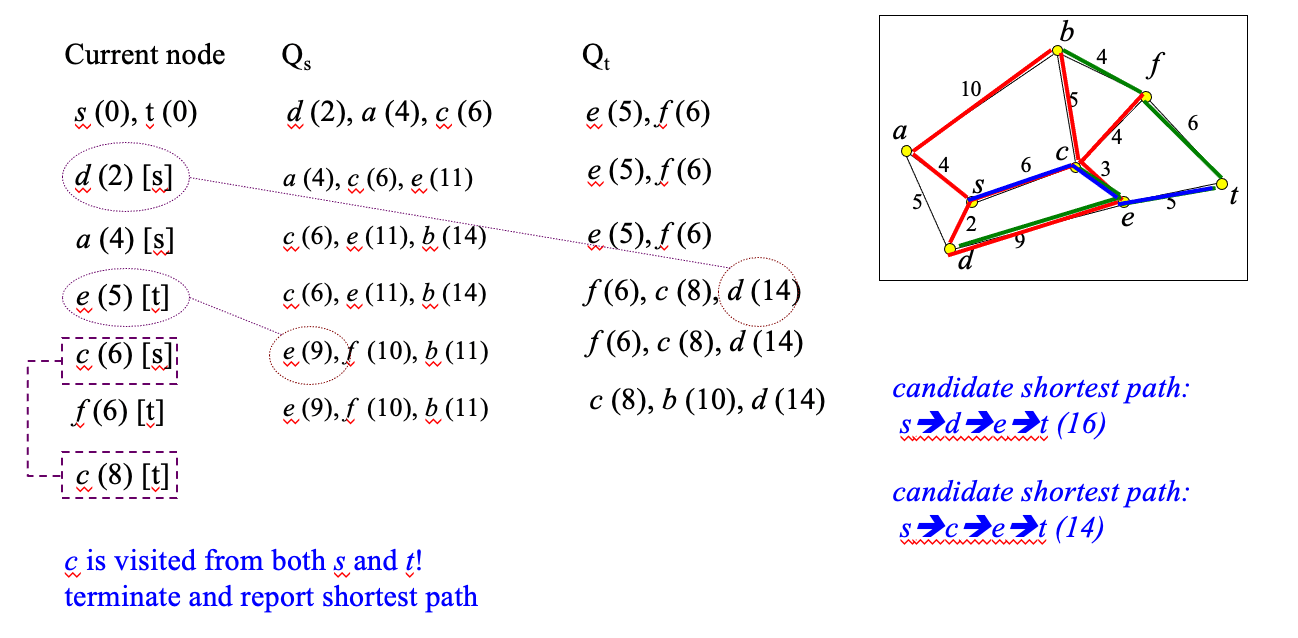 Current node Qs Qt
s (0), t (0) d (2), a (4), c (6) e (5), f (6)
d (2) [s] a (4), c (6), e (11) e (5), f (6)
a (4) [s] c (6), e (11), b (14) e (5), f (6)
e (5) [t] c (6), e (11), b (14) f (6), c (8), d (14)
c (6) [s] e (9), f (10), b (11) f (6), c (8), d (14)
f (6) [t] e (9), f (10), b (11) c (8), b (10), d (14)
c (8) [t]
c is visited from both s and t!
terminate and report shortest path
b
4
f
10
5
6
a
4
c
4
6
3
s
t
5
2
e
5
9
d
candidate shortest path:
s➔d➔e➔t (16)
candidate shortest path:
s➔c➔e➔t (14)